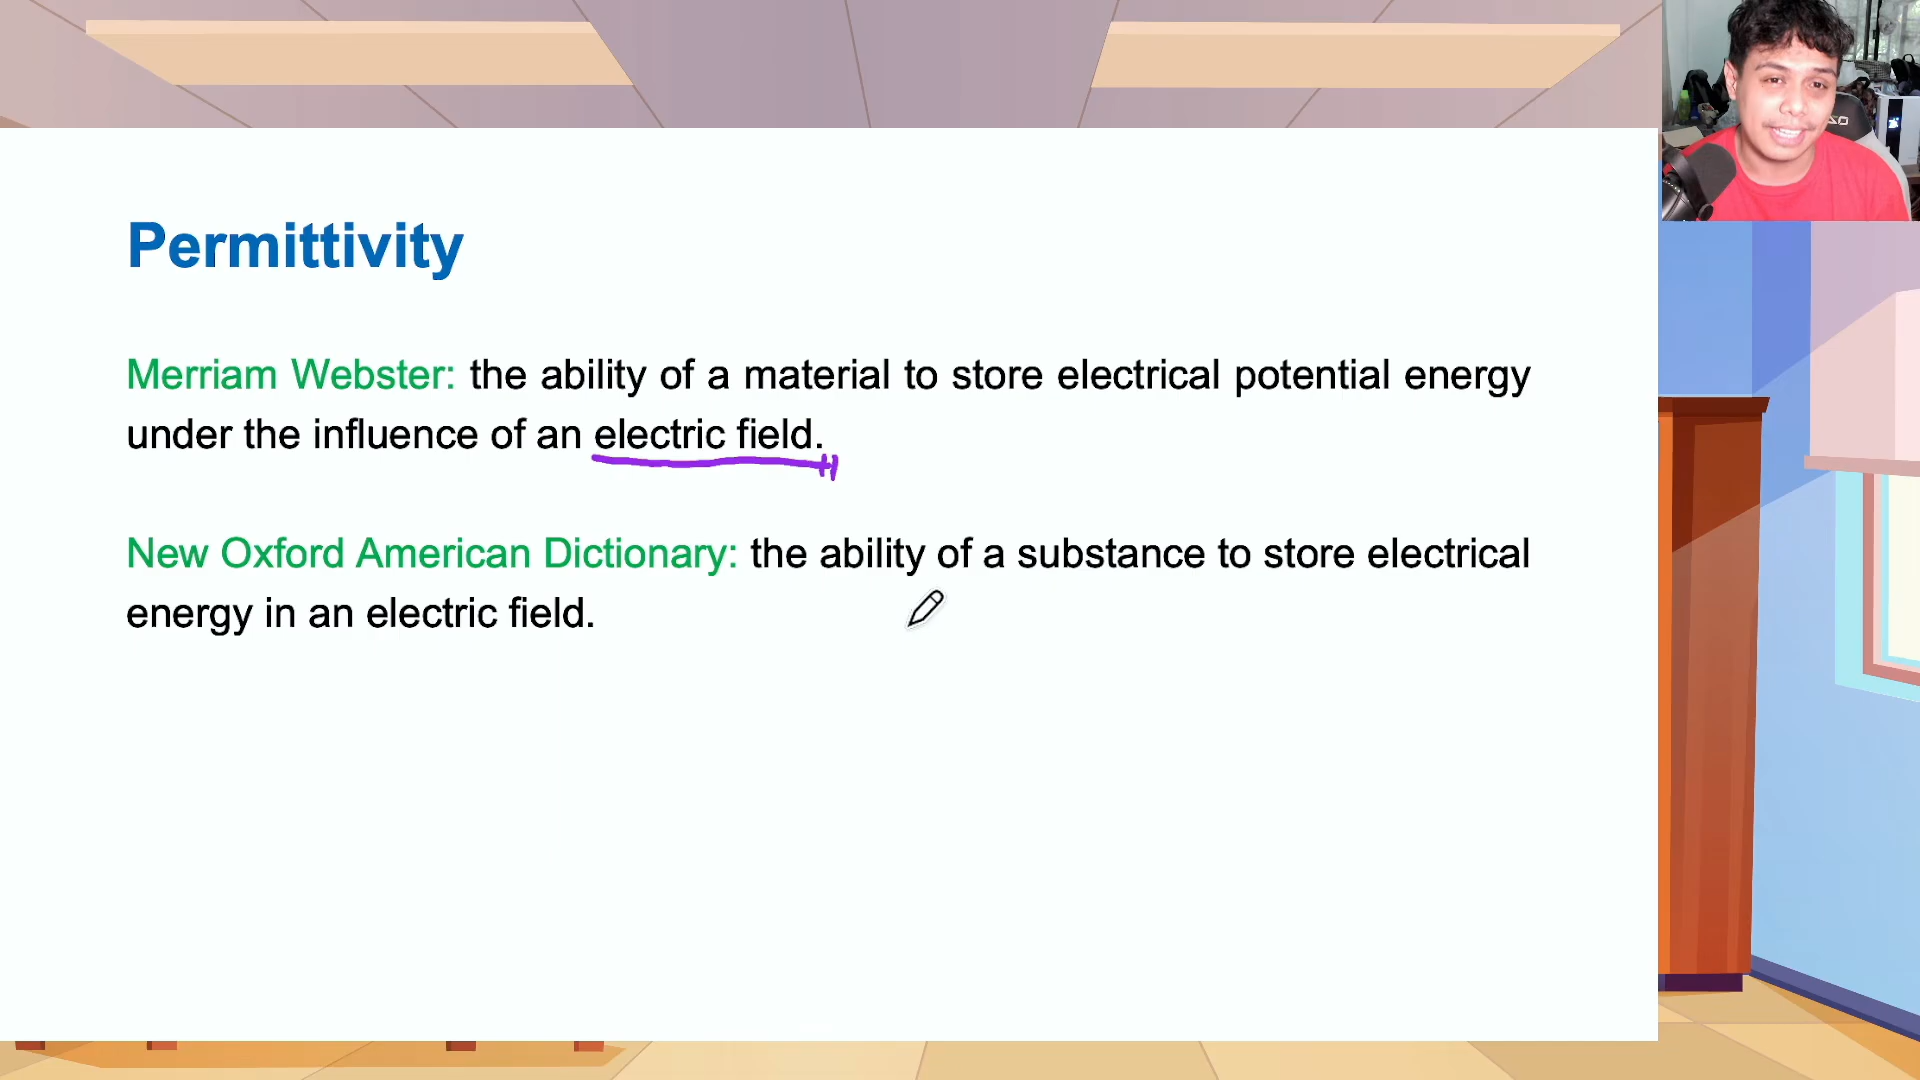 Permittivity
Merriam Webster: the ability of a material to store electrical potential energy
under the influence of an electric field.
New Oxford American Dictionary: the ability of a substance to store electrical
energy in an electric field.